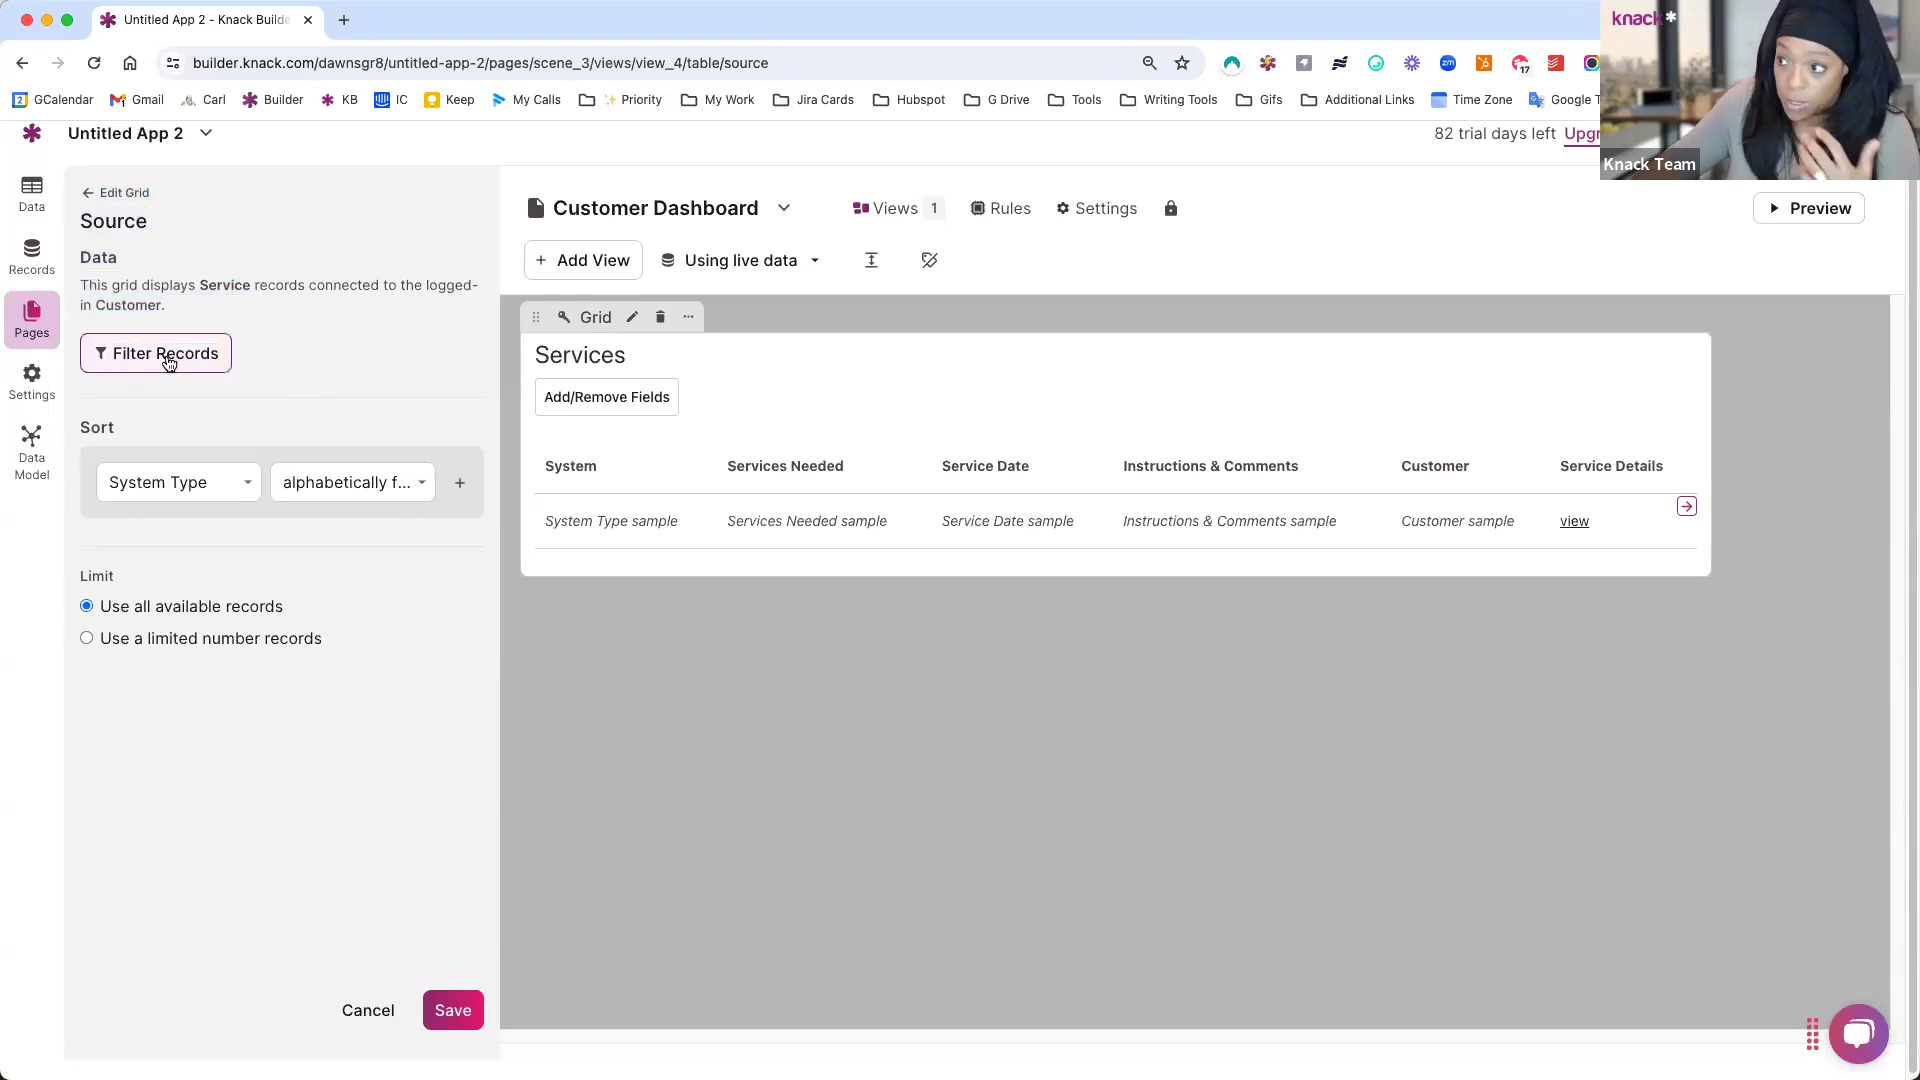 Untitled App 2 - Knack Builde
knack*
builder.knack.com/dawnsgr8/untitled-app-2/pages/scene_3/views/view_4/table/source
17
GCalendar
Gmail
Carl
Builder
KB
IC
Keep
My Calls
Priority
My Work
Jira Cards
Hubspot
G Drive
Tools
Writing Tools
Gifs
Additional Links
Time Zone
Google T
Untitled App 2
82 trial days left Upgr
Knack Team
Data
Records
Pages
Settings
Data
Model
Edit Grid
Source
Data
This grid displays Service records connected to the logged-
in Customer.
Filter Records
Sort
System Type
alphabetically f...
Limit
Use all available records
Use a limited number records
Cancel
Save
Customer Dashboard
Views 1
Rules
Settings
Preview
+ Add View
Using live data
Grid
Services
Add/Remove Fields
System
Services Needed
Service Date
Instructions & Comments
Customer
Service Details
System Type sample
Services Needed sample
Service Date sample
Instructions & Comments sample
Customer sample
view